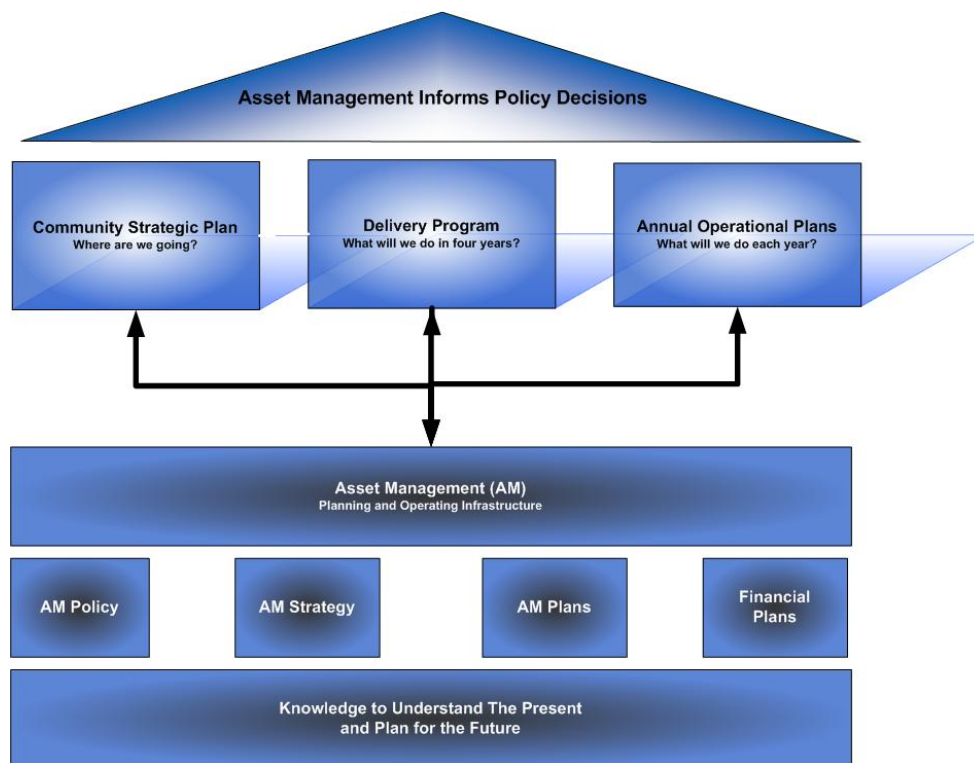 Asset Management Informs Policy Decisions
Community Strategic Plan
Where are we going?
Delivery Program
What will we do in four years?
Annual Operational Plans
What will we do each year?
Asset Management (AM)
Planning and Operating Infrastructure
AM Policy
AM Strategy
AM Plans
Financial
Plans
Knowledge to Understand The Present
and Plan for the Future